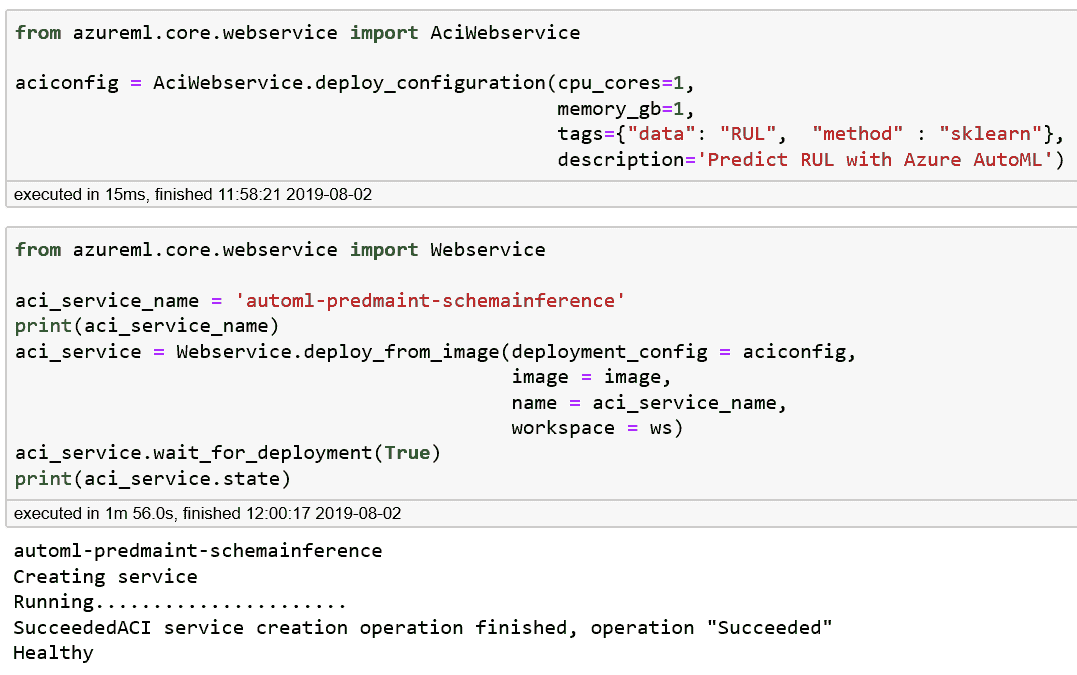 from azureml.core.webservice import AciWebservice
aciconfig = AciWebservice.deploy_configuration(cpu_cores=1,
memory_gb=1,
tags={"data": "RUL",  "method" : "sklearn"},
description='Predict RUL with Azure AutoML')
executed in 15ms, finished 11:58:21 2019-08-02
from azureml.core.webservice import Webservice
aci_service_name = 'automl-predmaint-schemainference'
print(aci_service_name)
aci_service = Webservice.deploy_from_image(deployment_config = aciconfig,
image = image,
name = aci_service_name,
workspace = ws)
aci_service.wait_for_deployment(True)
print(aci_service.state)
executed in 1m 56.0s, finished 12:00:17 2019-08-02
automl-predmaint-schemainference
Creating service
Running......................
SucceededACI service creation operation finished, operation "Succeeded"
Healthy